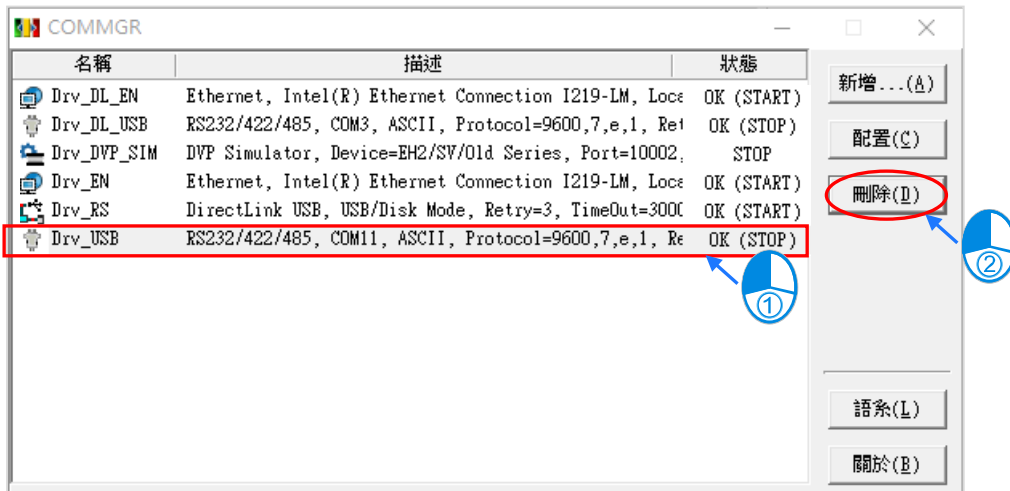 COMMGR
名稱 描述 狀態
Drv_DL_EN Ethernet, Intel(R) Ethernet Connection I219-LM, Loca OK (START)
Drv_DL_USB RS232/422/485, COM3, ASCII, Protocol=9600,7,e,1, Ret OK (STOP)
Drv_DVP_SIM DVP Simulator, Device=EH2/SV/Old Series, Port=10002, STOP
Drv_EN Ethernet, Intel(R) Ethernet Connection I219-LM, Loca OK (START)
Drv_RS DirectLink USB, USB/Disk Mode, Retry=3, TimeOut=3000 OK (START)
Drv_USB RS232/422/485, COM11, ASCII, Protocol=9600,7,e,1, Re OK (STOP)
新增...(A)
配置(C)
刪除(D)
①
②
語系(L)
關於(B)